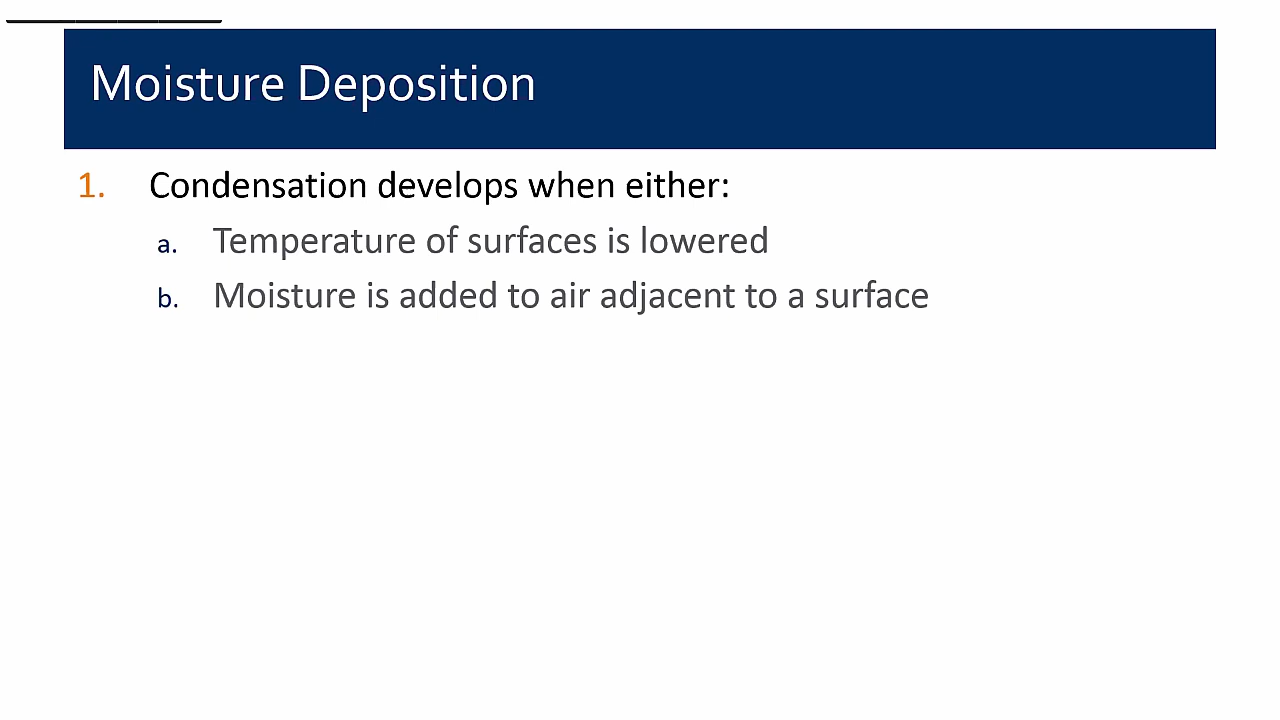 Moisture Deposition
1. Condensation develops when either:
a. Temperature of surfaces is lowered
b. Moisture is added to air adjacent to a surface